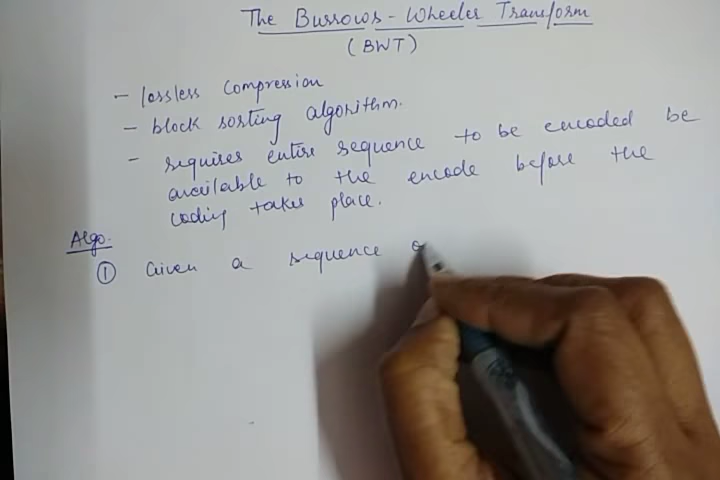 The Burrows-Wheeler Transform
(BWT)
- lossless compression
- block sorting algorithm.
- requires entire sequence to be encoded be
available to the encode before the
coding takes place.
Algo.
① Given a sequence